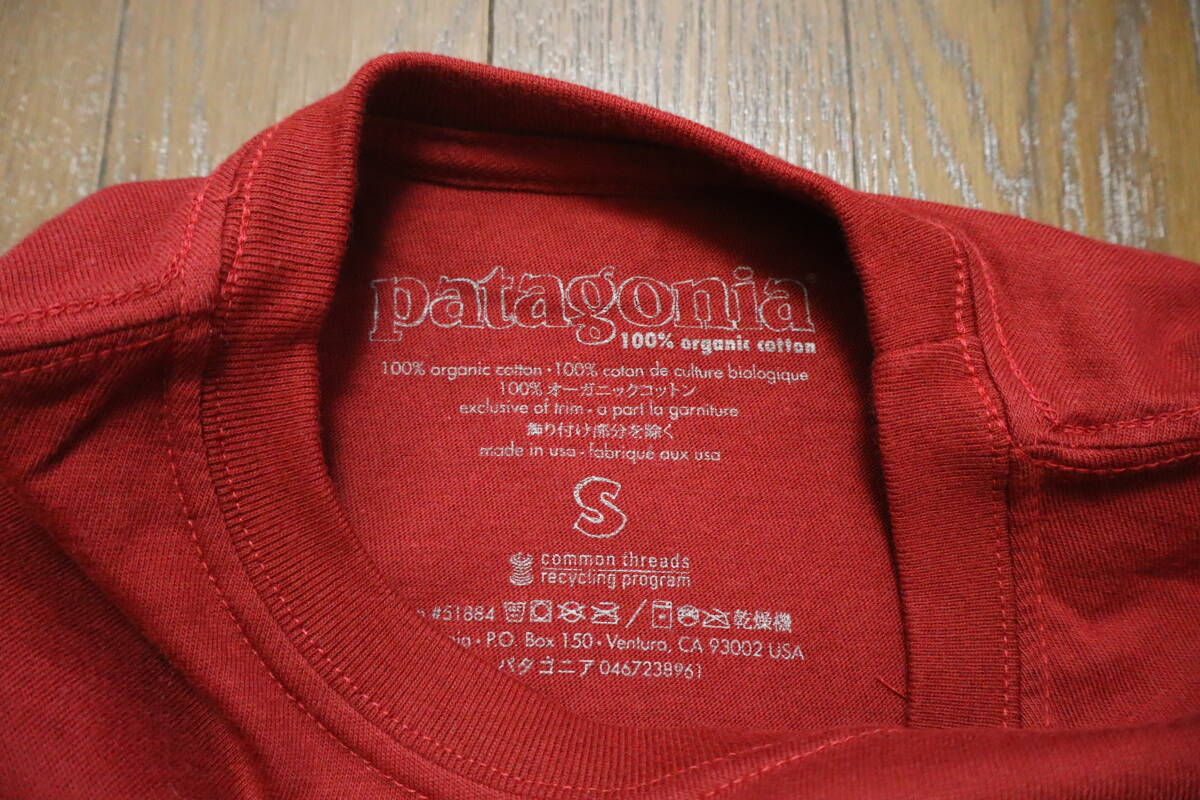 patagonia®
100% organic cotton
100% organic cotton • 100% coton de culture biologique
100% オーガニックコットン
exclusive of trim • a part la garniture
飾り付け部分を除く
made in usa • fabriqué aux usa
S
common threads
recycling program
#51884 / 乾燥機
• P.O. Box 150 • Ventura, CA 93002 USA
パタゴニア 0467238961